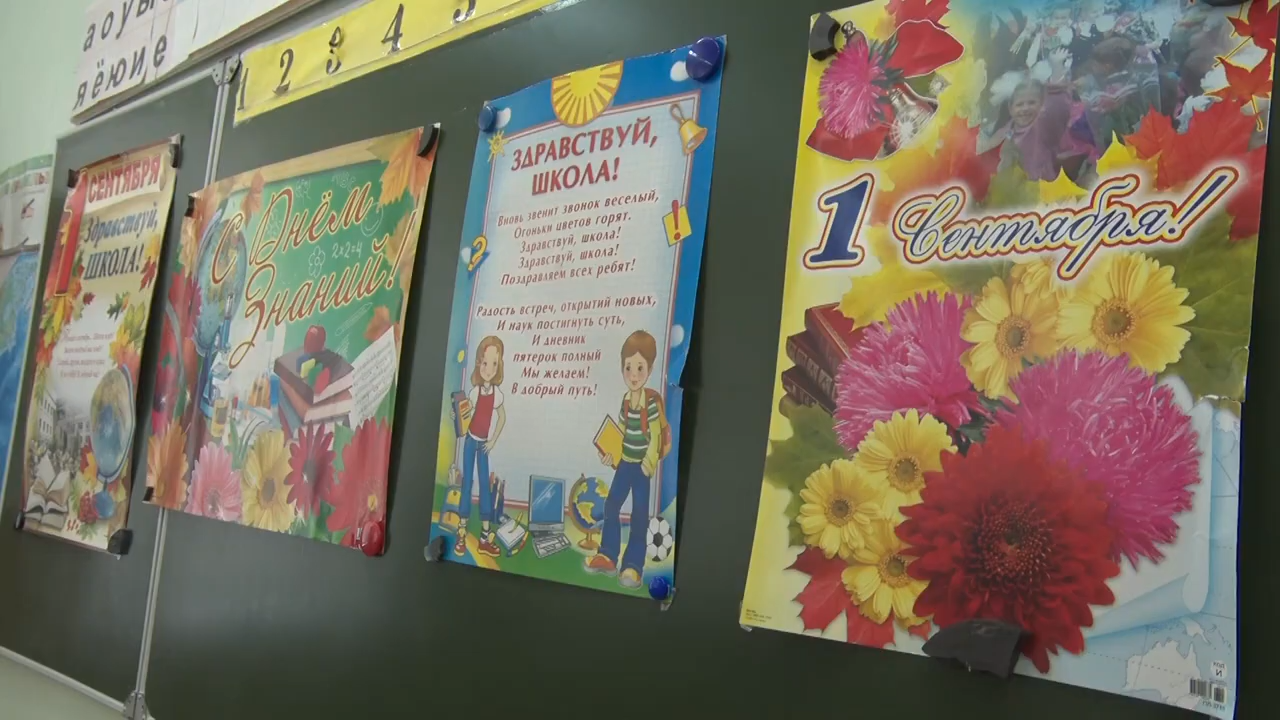 а о у ы
я ё ю и е
1 2 3 4 5
1 СЕНТЯБРЯ
Здравствуй,
ШКОЛА!
С Днём
Знаний!
2×2=4
ЗДРАВСТВУЙ,
ШКОЛА!
Вновь звенит звонок веселый,
Огоньки цветов горят.
Здравствуй, школа!
Здравствуй, школа!
Поздравляем всех ребят!
Радость встреч, открытий новых,
И наук постигнуть суть,
И дневник
пятерок полный
Мы желаем!
В добрый путь!
1 Сентября!